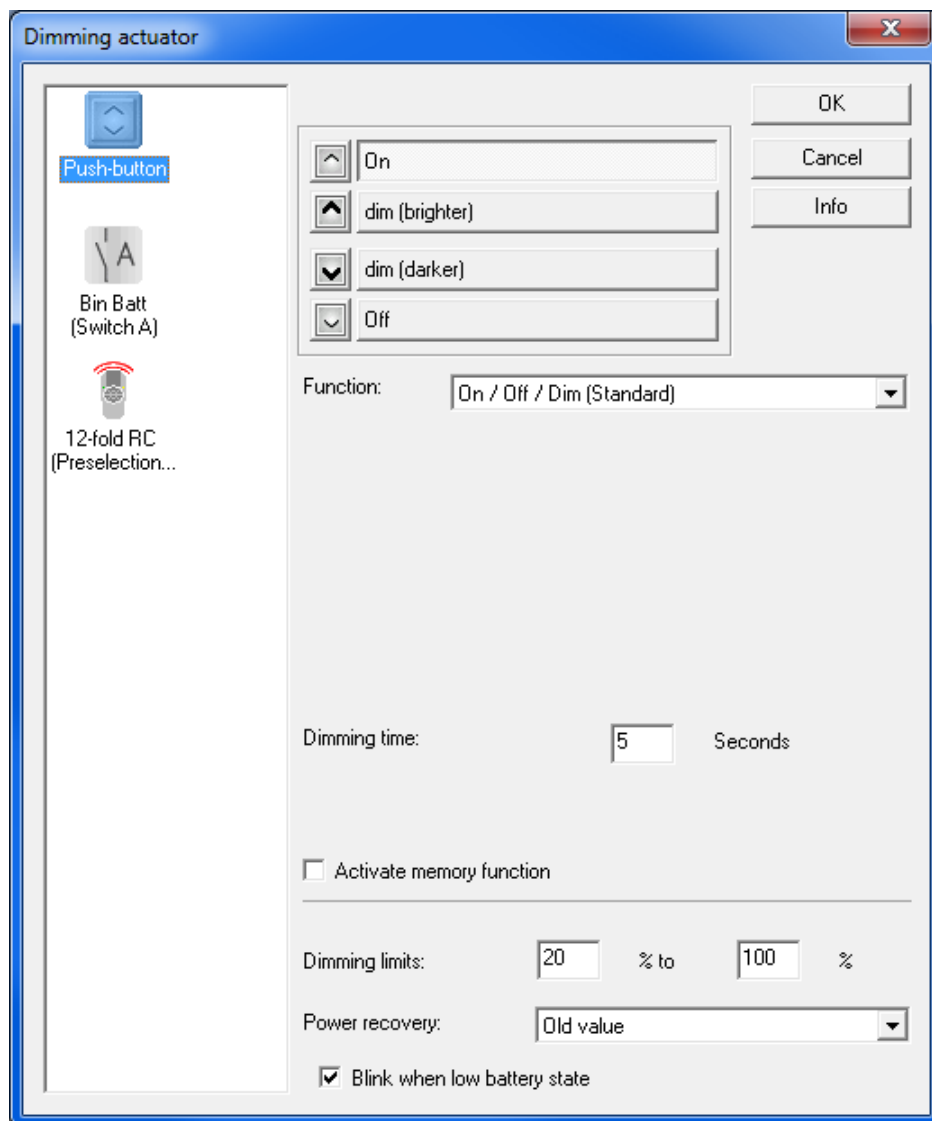 Dimming actuator
Push-button
A
Bin Batt
(Switch A)
12-fold RC
(Preselection...
On
dim (brighter)
dim (darker)
Off
OK
Cancel
Info
Function: On / Off / Dim (Standard)
Dimming time: 5 Seconds
Activate memory function
Dimming limits: 20 % to 100 %
Power recovery: Old value
Blink when low battery state